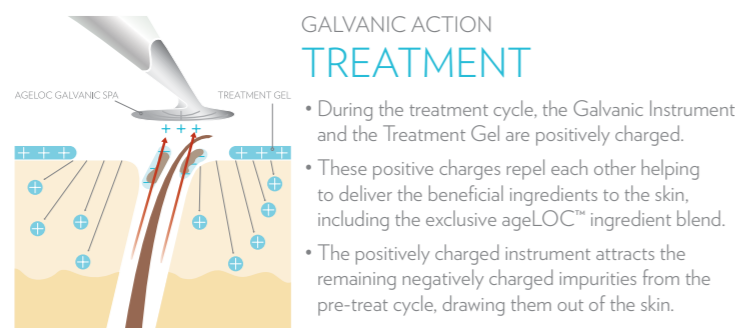 GALVANIC ACTION
TREATMENT
AGELOC GALVANIC SPA
TREATMENT GEL
• During the treatment cycle, the Galvanic Instrument
and the Treatment Gel are positively charged.
• These positive charges repel each other helping
to deliver the beneficial ingredients to the skin,
including the exclusive ageLOC™ ingredient blend.
• The positively charged instrument attracts the
remaining negatively charged impurities from the
pre-treat cycle, drawing them out of the skin.